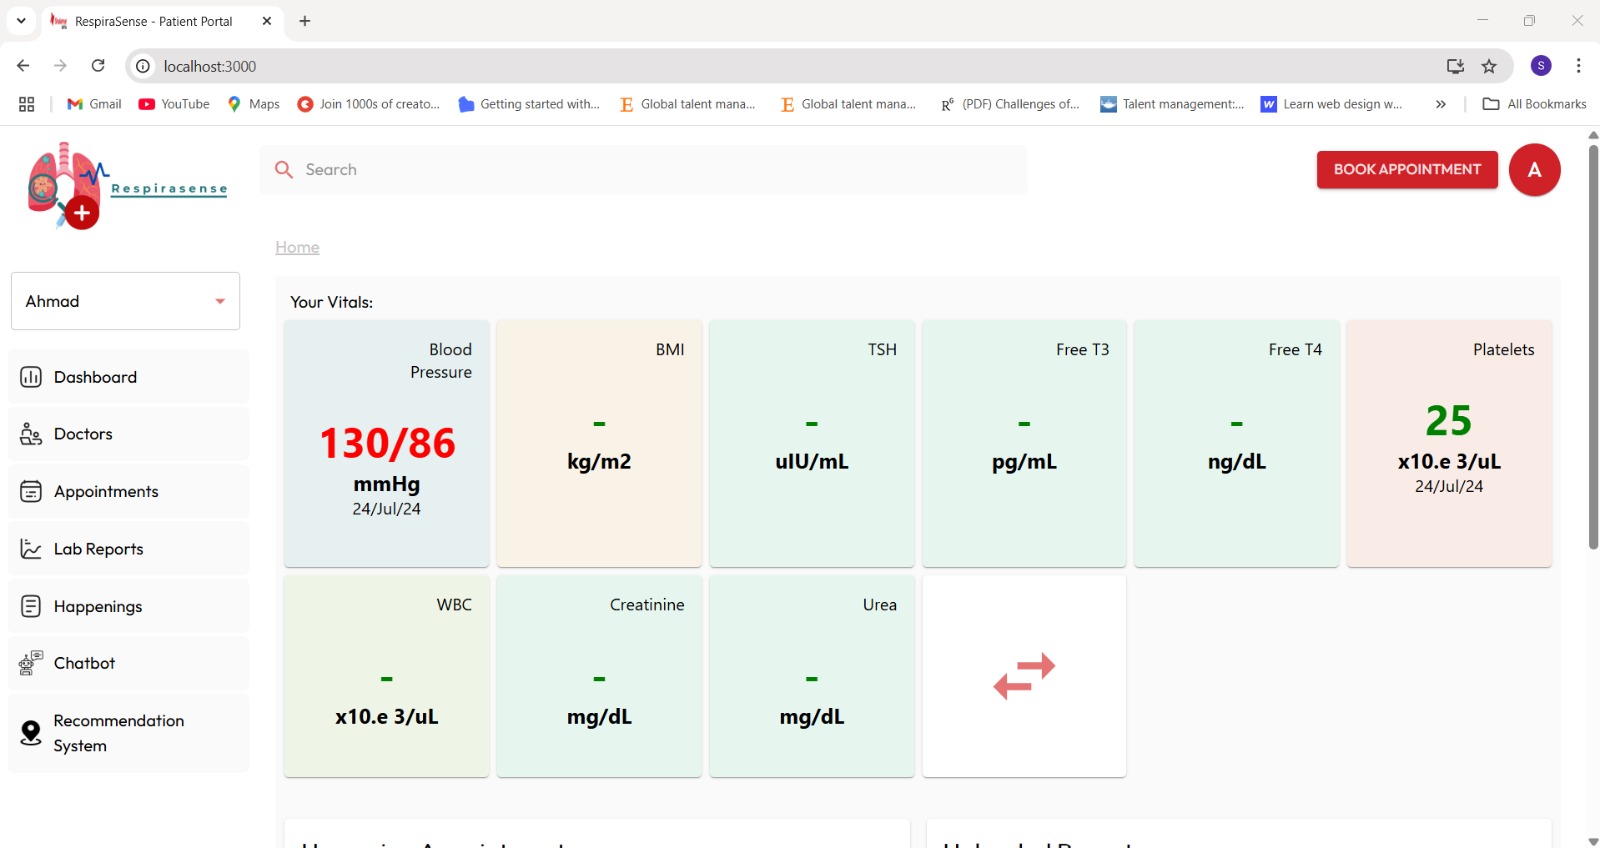 RespiraSense - Patient Portal
localhost:3000
S
Gmail
YouTube
Maps
Join 1000s of creato...
Getting started with...
Global talent mana...
Global talent mana...
(PDF) Challenges of...
Talent management:...
Learn web design w...
All Bookmarks
Respirasense
Search
BOOK APPOINTMENT
A
Home
Ahmad
Dashboard
Doctors
Appointments
Lab Reports
Happenings
Chatbot
Recommendation
System
Your Vitals:
Blood
Pressure
130/86
mmHg
24/Jul/24
BMI
-
kg/m2
TSH
-
uIU/mL
Free T3
-
pg/mL
Free T4
-
ng/dL
Platelets
25
x10.e 3/uL
24/Jul/24
WBC
-
x10.e 3/uL
Creatinine
-
mg/dL
Urea
-
mg/dL